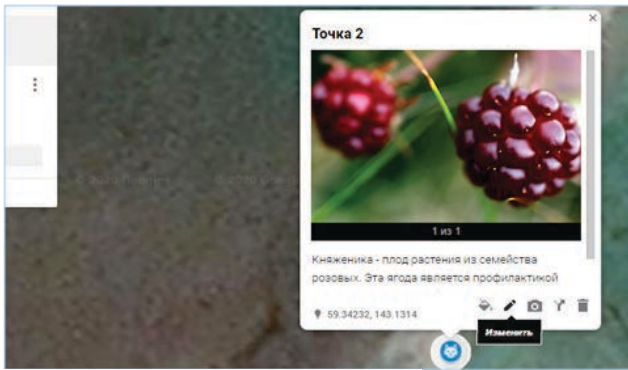 Точка 2
1 из 1
Княженика - плод растения из семейства
розовых. Эта ягода является профилактикой
59.34232, 143.1314
Изменить